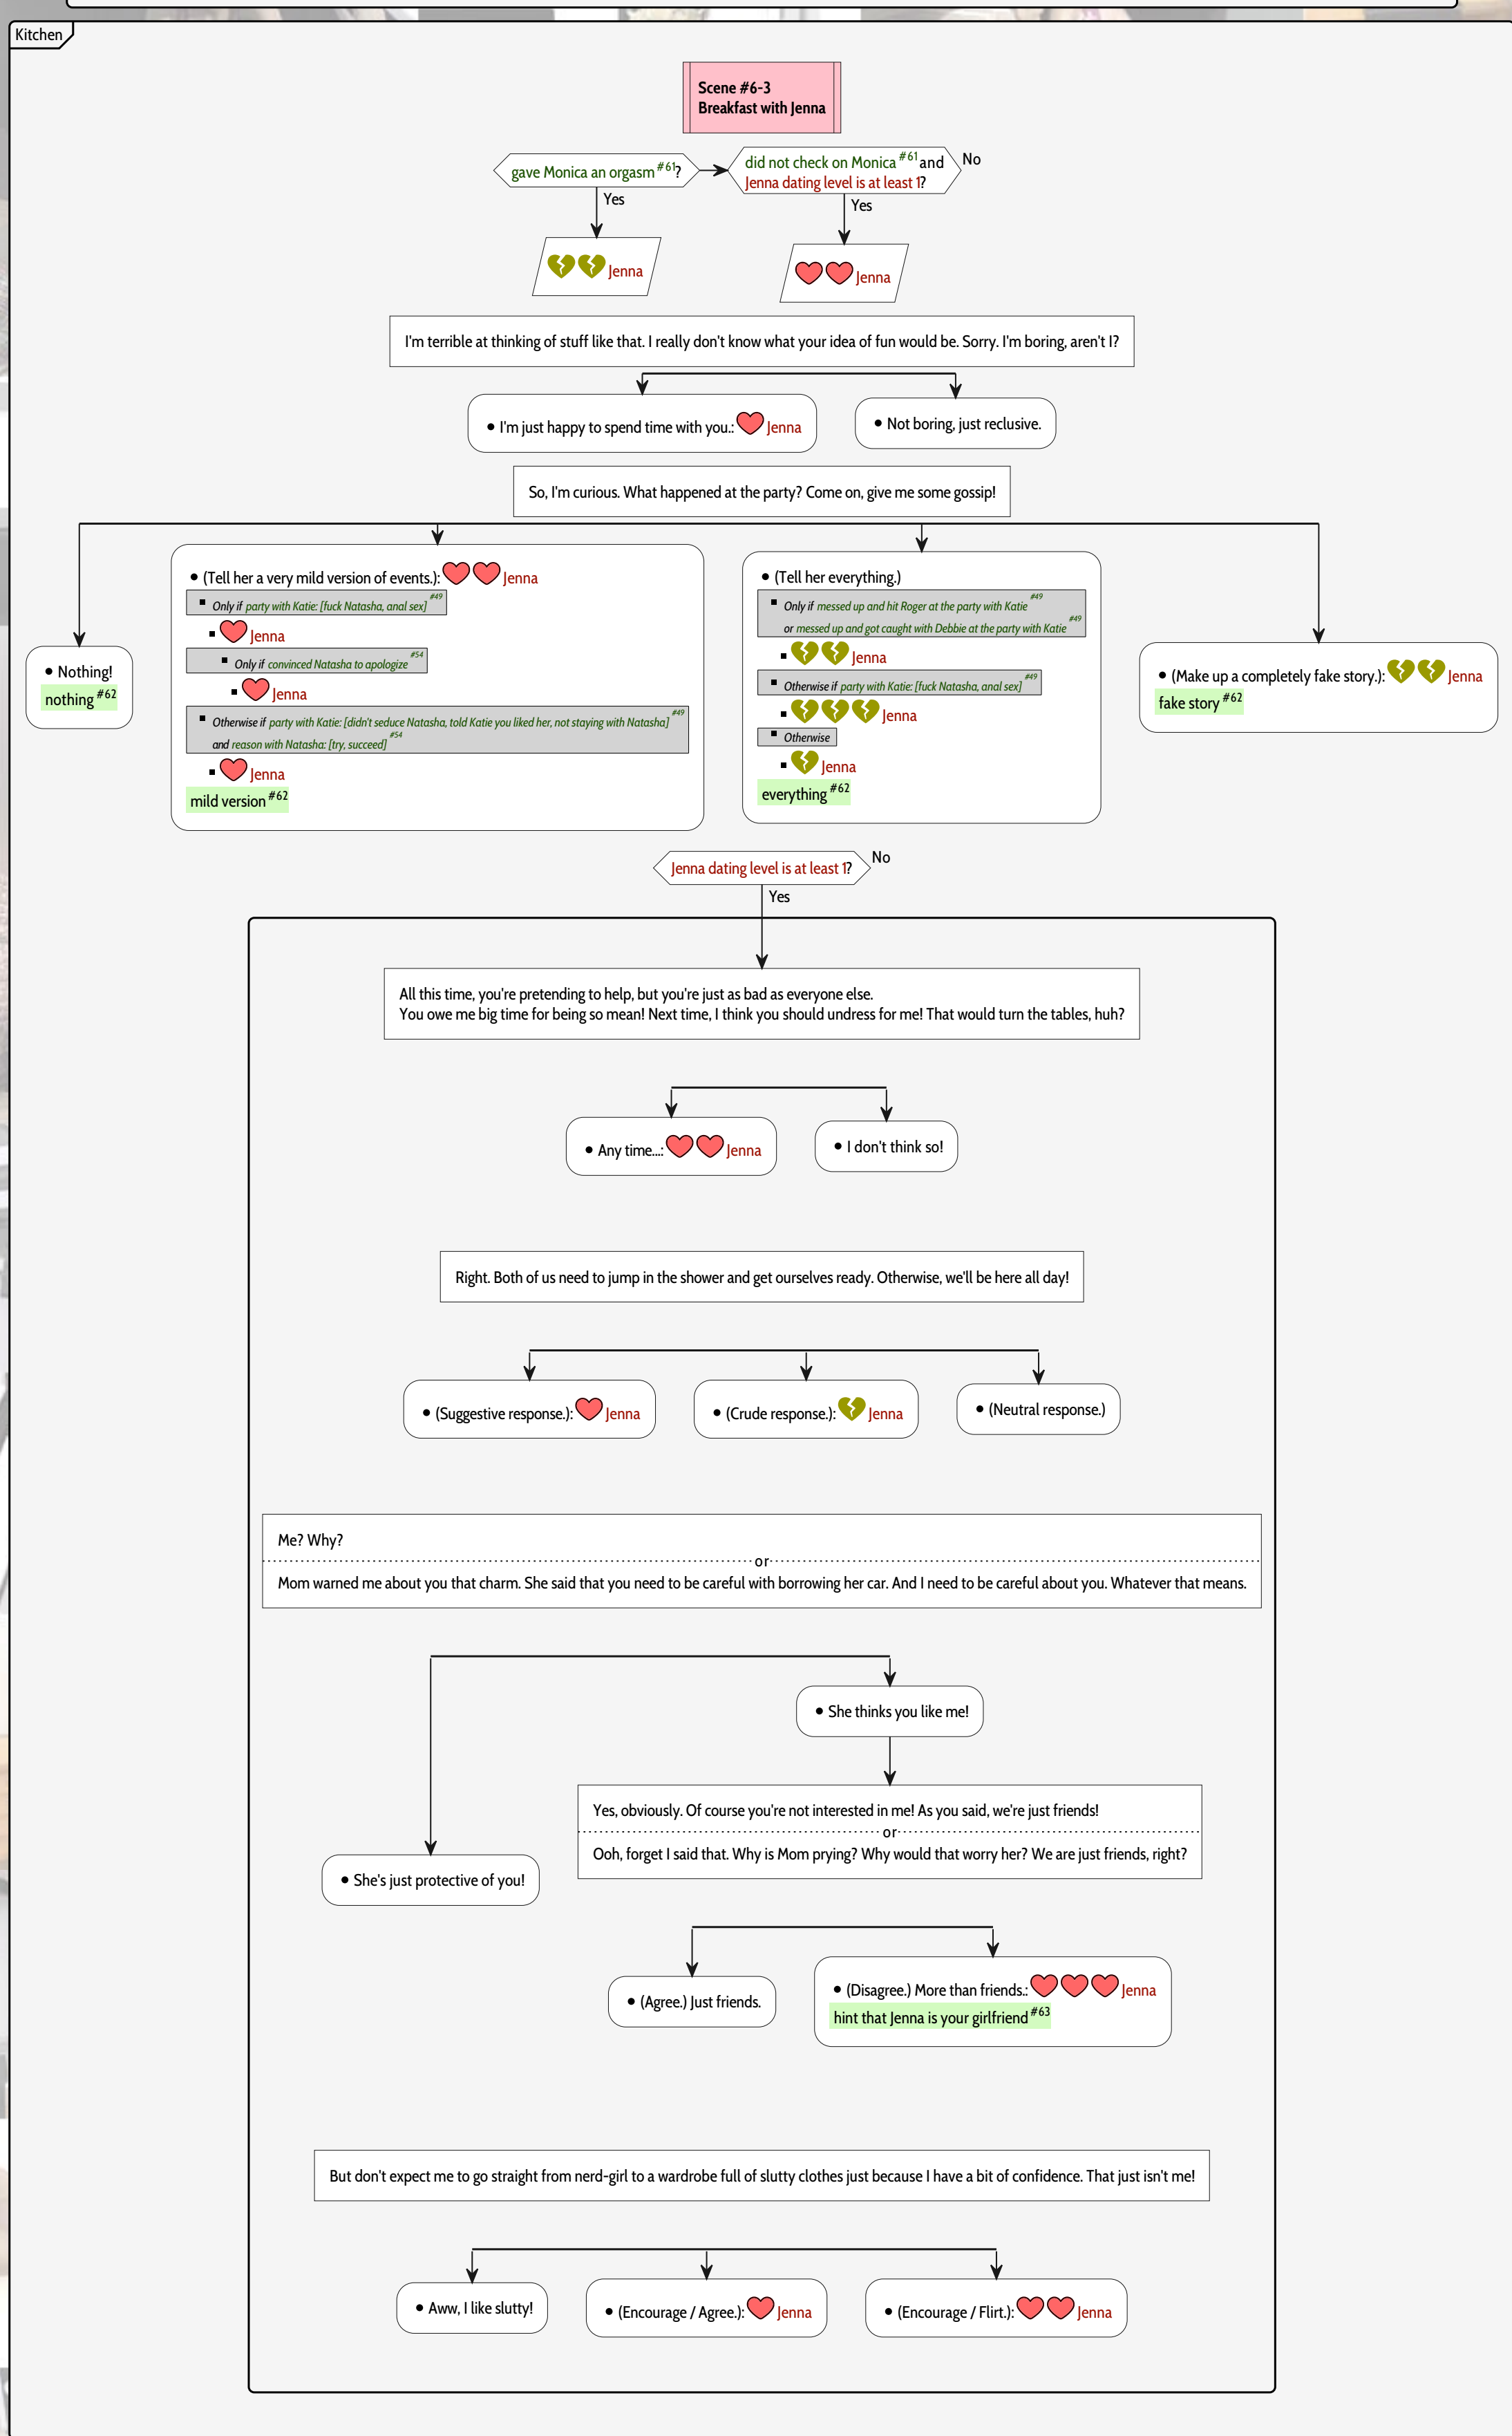 Kitchen
Scene #6-3
Breakfast with Jenna
gave Monica an orgasm #61?
did not check on Monica #61 and
Jenna dating level is at least 1?
No
Yes
Yes
Jenna
Jenna
I'm terrible at thinking of stuff like that. I really don't know what your idea of fun would be. Sorry. I'm boring, aren't I?
• I'm just happy to spend time with you.: Jenna
• Not boring, just reclusive.
So, I'm curious. What happened at the party? Come on, give me some gossip!
• Nothing!
nothing #62
• (Tell her a very mild version of events.): Jenna
▪ Only if party with Katie: [fuck Natasha, anal sex] #49
▪ Jenna
▪ Only if convinced Natasha to apologize #54
▪ Jenna
▪ Otherwise if party with Katie: [didn't seduce Natasha, told Katie you liked her, not staying with Natasha] #49
and reason with Natasha: [try, succeed] #54
▪ Jenna
mild version #62
• (Tell her everything.)
▪ Only if messed up and hit Roger at the party with Katie #49
or messed up and got caught with Debbie at the party with Katie #49
▪ Jenna
▪ Otherwise if party with Katie: [fuck Natasha, anal sex] #49
▪ Jenna
▪ Otherwise
▪ Jenna
everything #62
• (Make up a completely fake story.): Jenna
fake story #62
Jenna dating level is at least 1?
No
Yes
All this time, you're pretending to help, but you're just as bad as everyone else.
You owe me big time for being so mean! Next time, I think you should undress for me! That would turn the tables, huh?
• Any time...: Jenna
• I don't think so!
Right. Both of us need to jump in the shower and get ourselves ready. Otherwise, we'll be here all day!
• (Suggestive response.): Jenna
• (Crude response.): Jenna
• (Neutral response.)
Me? Why?
or
Mom warned me about you that charm. She said that you need to be careful with borrowing her car. And I need to be careful about you. Whatever that means.
• She thinks you like me!
Yes, obviously. Of course you're not interested in me! As you said, we're just friends!
or
Ooh, forget I said that. Why is Mom prying? Why would that worry her? We are just friends, right?
• She's just protective of you!
• (Agree.) Just friends.
• (Disagree.) More than friends.: Jenna
hint that Jenna is your girlfriend #63
But don't expect me to go straight from nerd-girl to a wardrobe full of slutty clothes just because I have a bit of confidence. That just isn't me!
• Aww, I like slutty!
• (Encourage / Agree.): Jenna
• (Encourage / Flirt.): Jenna